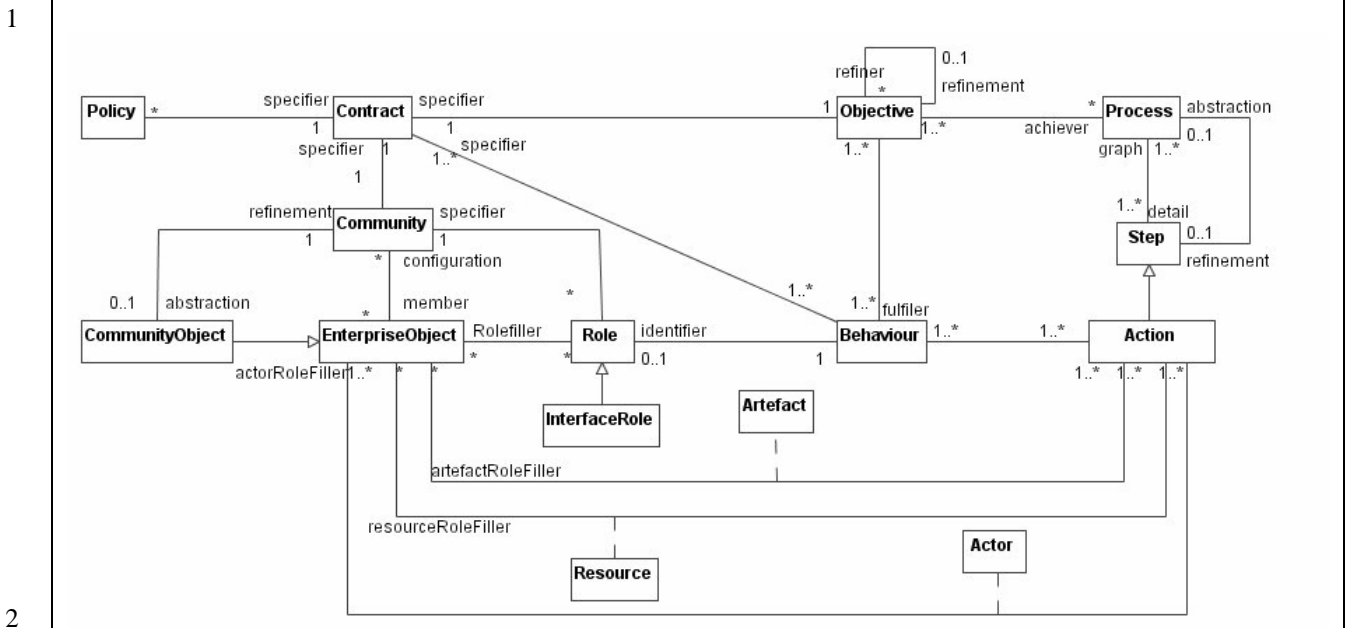 1
0..1
refiner
refinement
specifier Contract specifier
Policy * 1 1
1 Objective * 1..*
* Process abstraction
achiever 0..1
specifier 1 1..* specifier
1..* graph 1..*
1
refinement Community specifier
1..* detail
1 1
Step 0..1
* configuration
refinement
0..1 abstraction
* member
*
1..* 1..* fulfiler
CommunityObject EnterpriseObject Rolefiller Role identifier Behaviour 1..* 1..* Action
* * 0..1 1
actorRoleFiller 1..* * * 1..* 1..* 1..*
InterfaceRole
Artefact
artefactRoleFiller
resourceRoleFiller
Actor
Resource
2